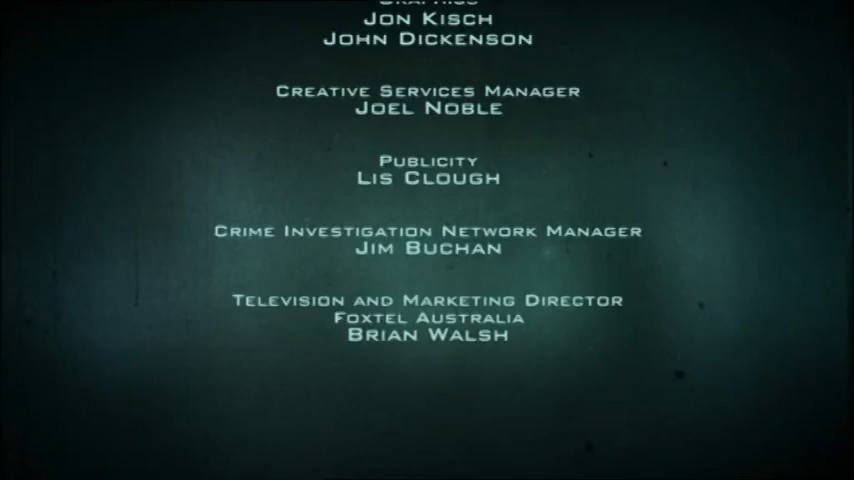 GRAPHICS
JON KISCH
JOHN DICKENSON
CREATIVE SERVICES MANAGER
JOEL NOBLE
PUBLICITY
LIS CLOUGH
CRIME INVESTIGATION NETWORK MANAGER
JIM BUCHAN
TELEVISION AND MARKETING DIRECTOR
FOXTEL AUSTRALIA
BRIAN WALSH